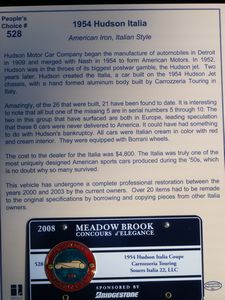 People's
Choice #
528
1954 Hudson Italia
American Iron, Italian Style
Hudson Motor Car Company began the manufacture of automobiles in Detroit
in 1909 and merged with Nash in 1954 to form American Motors. In 1952,
Hudson was in the throes of its biggest postwar gamble, the Hudson jet. Two
years later, Hudson created the Italia, a car built on the 1954 Hudson Jet
chassis, with a hand formed aluminum body built by Carrozzeria Touring in
Italy.
Amazingly, of the 26 that were built, 21 have been found to date. It is interesting
to note that all but one of the missing 5 are in serial numbers 5 though 10. The
two in this group that have surfaced are both in Europe, leading speculation
that these 6 cars were never delivered to America. It could have had something
to do with Hudson's bankruptcy. All cars were Italian cream in color with red
and cream interior. They were equipped with Borrani wheels.
The cost to the dealer for the Italia was $4,800. The Italia was truly one of the
most uniquely designed American sports cars produced during the '50s, which
is no doubt why so many survived.
This vehicle has undergone a complete professional restoration between the
years 2000 and 2003 by the current owners. Over 20 items had to be remade
to the original specifications by borrowing and copying pieces from other Italia
owners.
2008 MEADOW BROOK
CONCOURS d'ELEGANCE
528
1954 Hudson Italia Coupe
Carrozzeria Touring
Souers Italia 22, LLC
SPONSORED BY
BRIDGESTONE